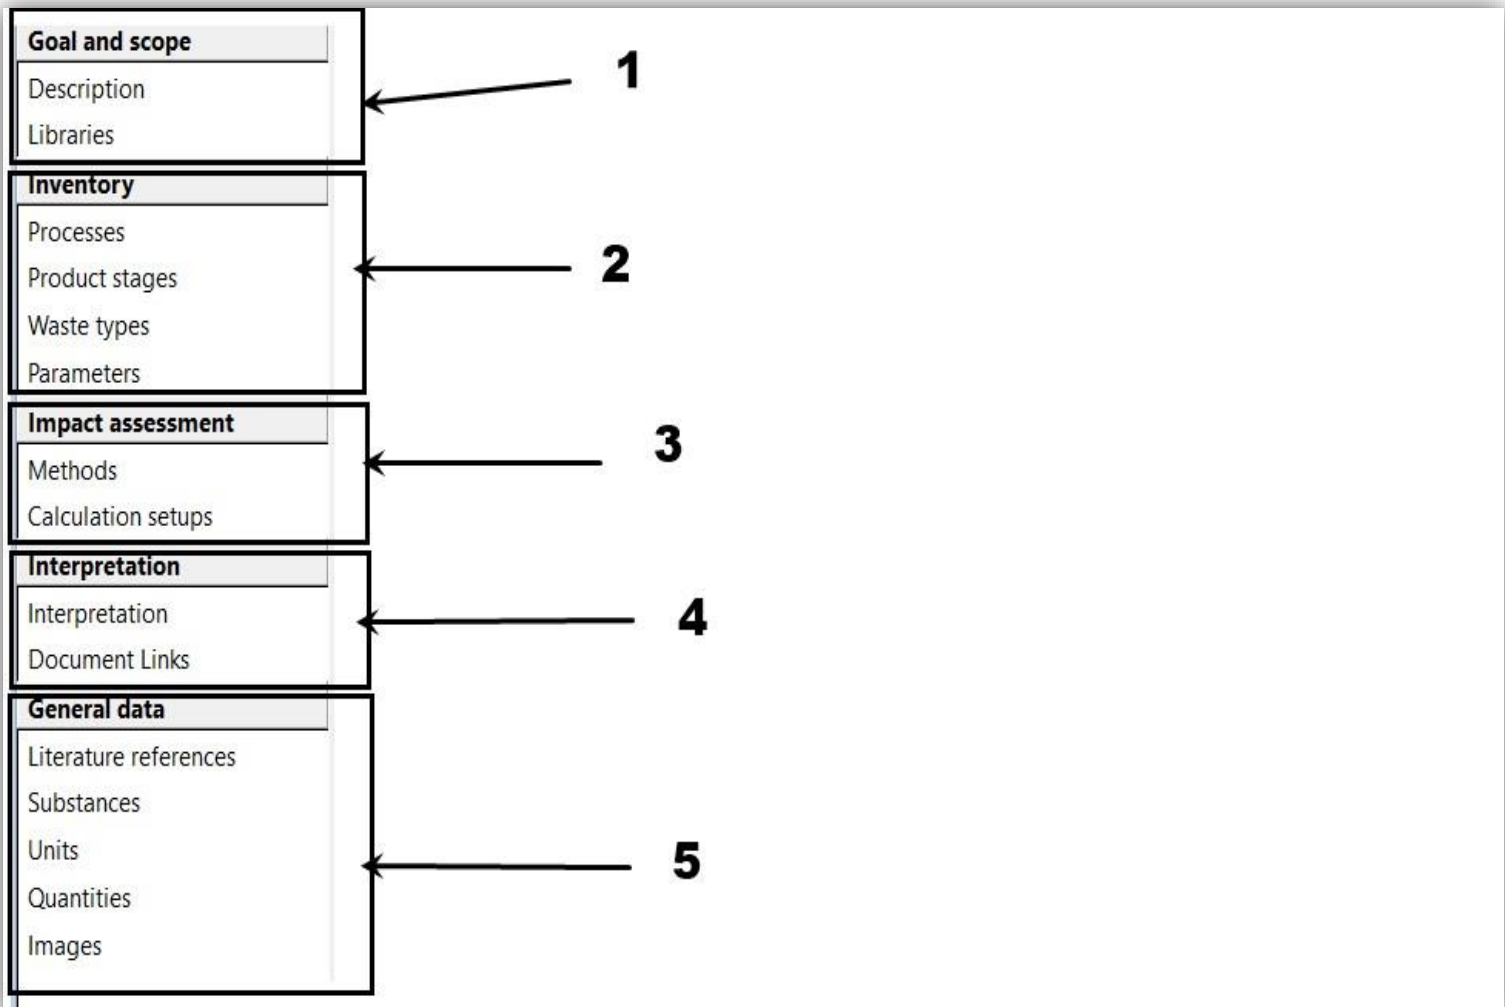 Goal and scope
Description
Libraries
1
Inventory
Processes
Product stages
Waste types
Parameters
2
Impact assessment
Methods
Calculation setups
3
Interpretation
Interpretation
Document Links
4
General data
Literature references
Substances
Units
Quantities
Images
5